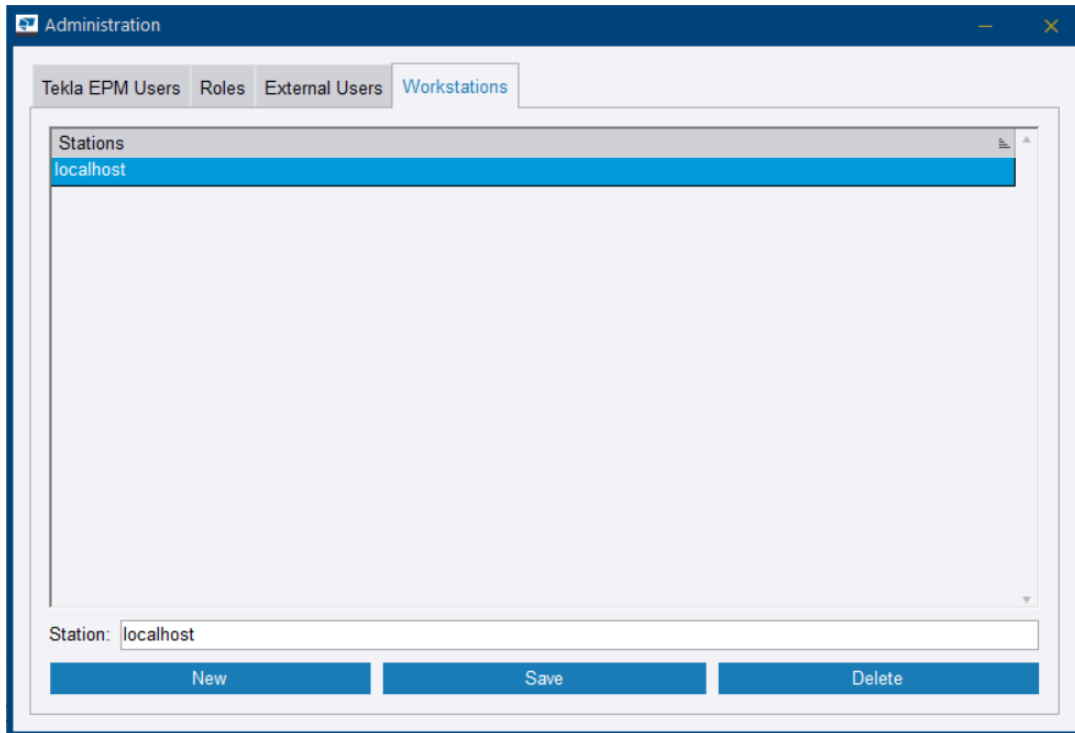 Administration
Tekla EPM Users Roles External Users Workstations
Stations
localhost
Station: localhost
New Save Delete